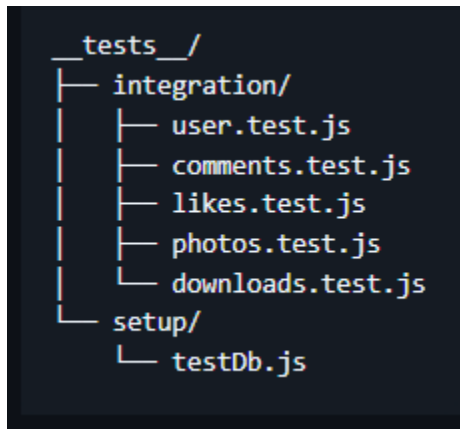 __tests__/
├── integration/
│   ├── user.test.js
│   ├── comments.test.js
│   ├── likes.test.js
│   ├── photos.test.js
│   └── downloads.test.js
└── setup/
    └── testDb.js